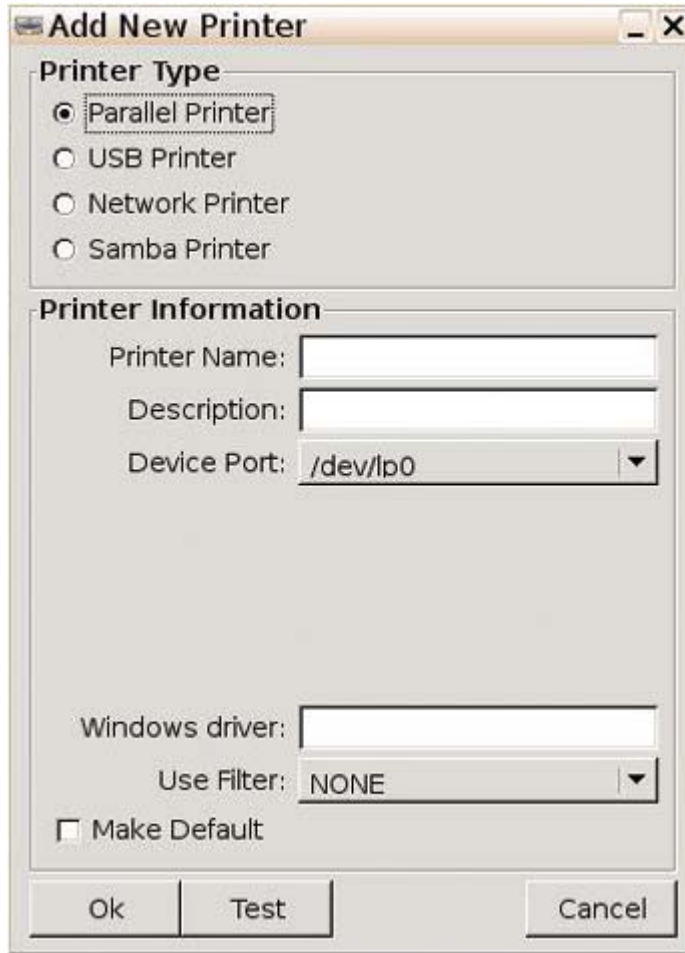 Add New Printer
Printer Type
Parallel Printer
USB Printer
Network Printer
Samba Printer
Printer Information
Printer Name:
Description:
Device Port: /dev/lp0
Windows driver:
Use Filter: NONE
Make Default
Ok Test Cancel